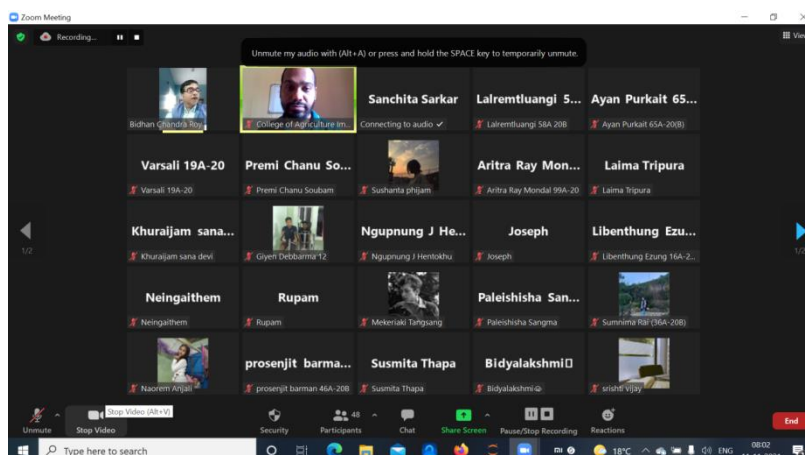 Zoom Meeting
Recording...
View
Unmute my audio with (Alt+A) or press and hold the SPACE key to temporarily unmute.
Bidhan Chandra Roy
College of Agriculture Im...
Sanchita Sarkar
Connecting to audio ✓
Lalremtluangi 5...
Lalremtluangi 58A 20B
Ayan Purkait 65...
Ayan Purkait 65A-20(B)
Varsali 19A-20
Varsali 19A-20
Premi Chanu So...
Premi Chanu Soubam
Sushanta phijam
Aritra Ray Mon...
Aritra Ray Mondal 99A-20
Laima Tripura
Laima Tripura
Khuraijam sana...
Khuraijam sana devi
Giyen Debbarma 12
Ngupnung J He...
Ngupnung J Hentokhu
Joseph
Joseph
Libenthung Ezu...
Libenthung Ezung 16A-2...
1/2
1/2
Neingaithem
Neingaithem
Rupam
Rupam
Mekeriaki Tangsang
Paleishisha San...
Paleishisha Sangma
Sumnima Rai (36A-20B)
Naorem Anjali
prosenjit barma...
prosenjit barman 46A-20B
Susmita Thapa
Susmita Thapa
Bidyalakshmi
Bidyalakshmi
srishti vijay
Stop Video (Alt+V)
Unmute
Stop Video
Security
48
Participants
Chat
Share Screen
Pause/Stop Recording
Reactions
End
Type here to search
18°C
ENG
08:02